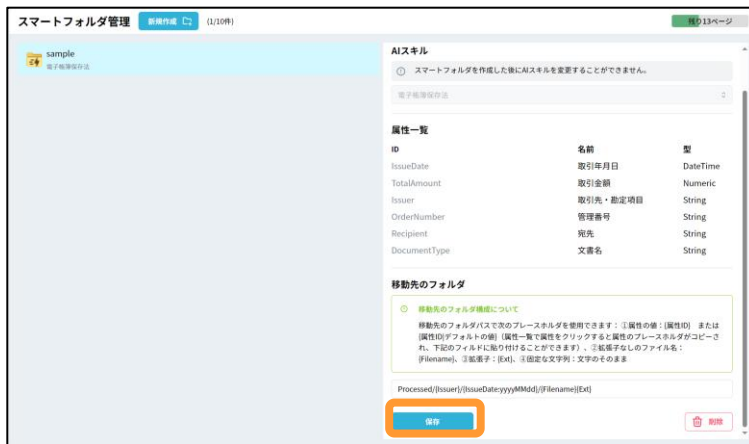 スマートフォルダ管理 新規作成 (1/10件) 残り13ページ
sample
電子帳簿保存法
AIスキル
スマートフォルダを作成した後にAIスキルを変更することができません。
電子帳簿保存法
属性一覧
ID 名前 型
IssueDate 取引年月日 DateTime
TotalAmount 取引金額 Numeric
Issuer 取引先・勘定項目 String
OrderNumber 管理番号 String
Recipient 宛先 String
DocumentType 文書名 String
移動先のフォルダ
移動先のフォルダ構成について
移動先のフォルダパスで次のプレースホルダを使用できます：①属性の値：{属性ID} または
{属性ID|デフォルトの値}（属性一覧で属性をクリックすると属性のプレースホルダがコピーさ
れ、下記のフィールドに貼り付けることができます）、②拡張子なしのファイル名：
{Filename}、③拡張子：{Ext}、④固定な文字列：文字のそのまま
Processed/{Issuer}/{IssueDate:yyyyMMdd}/{Filename}{Ext}
保存 削除